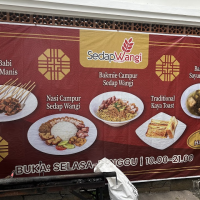 SedapWangi
Babi
Manis
Nasi Campur
Sedap Wangi
Bakmie Campur
Sedap Wangi
Traditional
Kaya Toast
BUKA: SELASA-MINGGU | 10.00-21.00